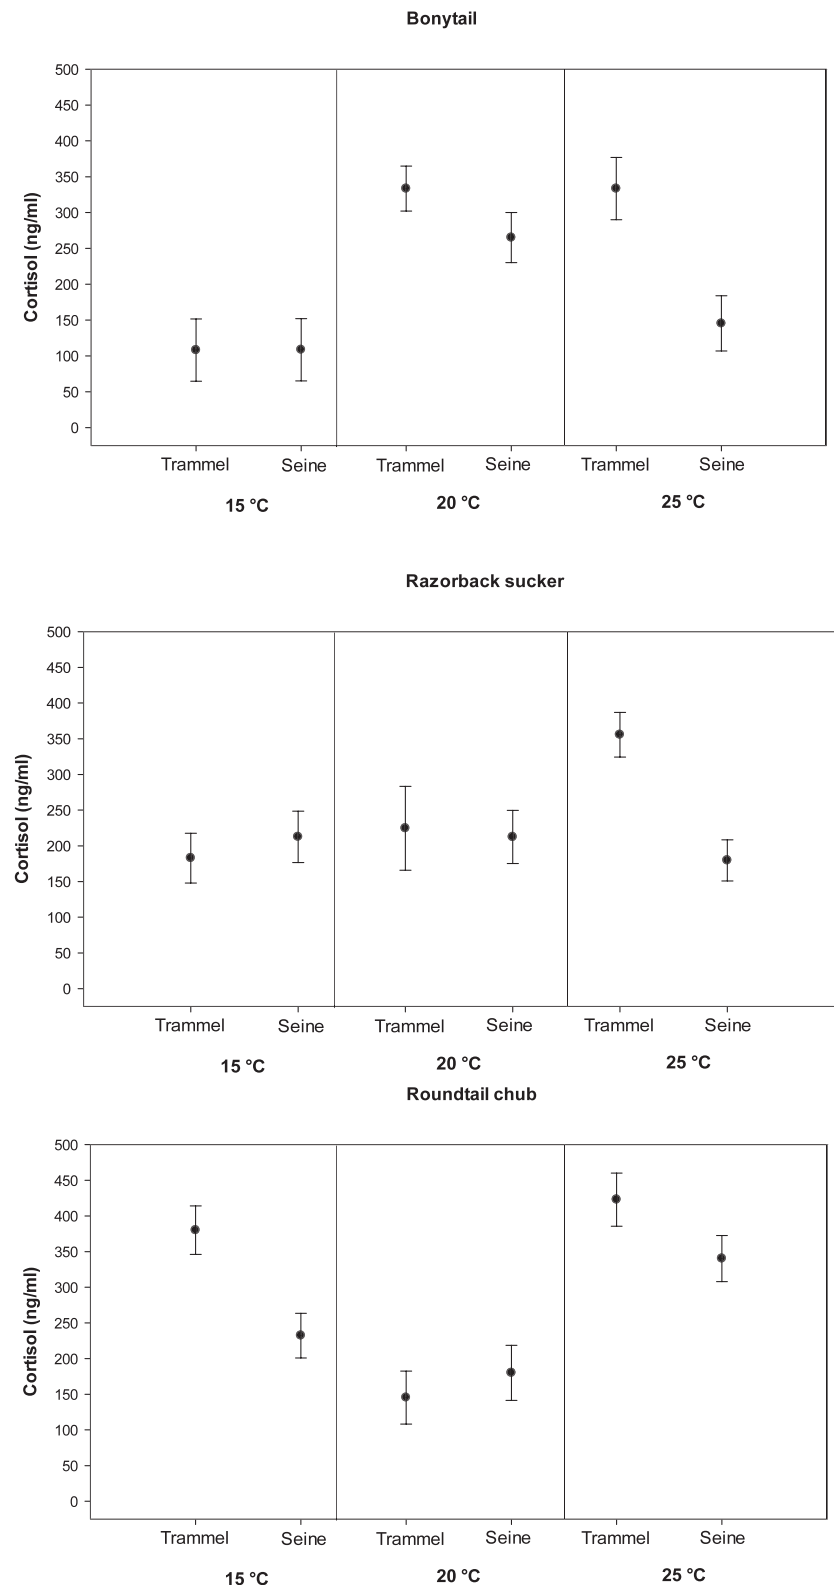 Bonytail
500
450
400
350
300
250
200
150
100
50
0
Cortisol (ng/ml)
Trammel Seine Trammel Seine Trammel Seine
15 °C 20 °C 25 °C
Razorback sucker
500
450
400
350
300
250
200
150
100
50
0
Cortisol (ng/ml)
Trammel Seine Trammel Seine Trammel Seine
15 °C 20 °C 25 °C
Roundtail chub
500
450
400
350
300
250
200
150
100
50
0
Cortisol (ng/ml)
Trammel Seine Trammel Seine Trammel Seine
15 °C 20 °C 25 °C